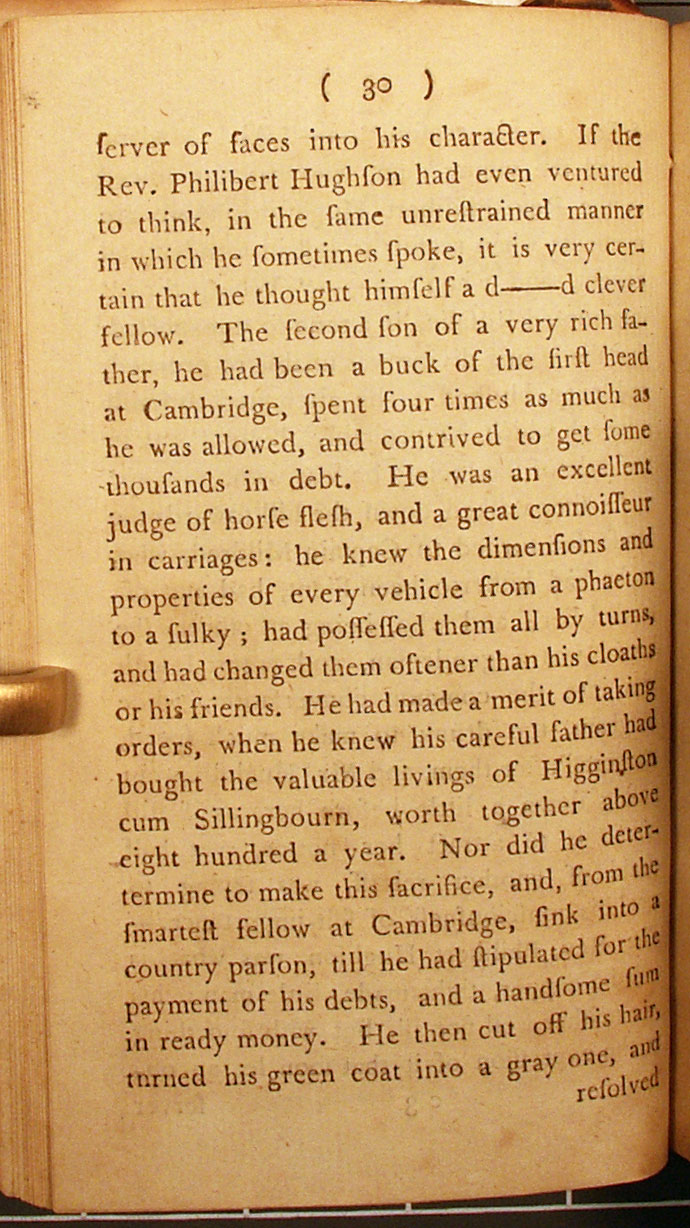 ( 30 )
ſerver of faces into his character. If the
Rev. Philibert Hughſon had even ventured
to think, in the ſame unreſtrained manner
in which he ſometimes ſpoke, it is very cer-
tain that he thought himſelf a d——d clever
fellow. The ſecond ſon of a very rich fa-
ther, he had been a buck of the firſt head
at Cambridge, ſpent four times as much as
he was allowed, and contrived to get ſome
thouſands in debt. He was an excellent
judge of horſe fleſh, and a great connoiſſeur
in carriages: he knew the dimenſions and
properties of every vehicle from a phaeton
to a ſulky; had poſſeſſed them all by turns,
and had changed them oftener than his cloaths
or his friends. He had made a merit of taking
orders, when he knew his careful father had
bought the valuable livings of Higginſton
cum Sillingbourn, worth together above
eight hundred a year. Nor did he deter-
termine to make this ſacrifice, and, from the
ſmarteſt fellow at Cambridge, ſink into a
country parſon, till he had ſtipulated for the
payment of his debts, and a handſome ſum
in ready money. He then cut off his hair,
tnrned his green coat into a gray one, and
reſolved